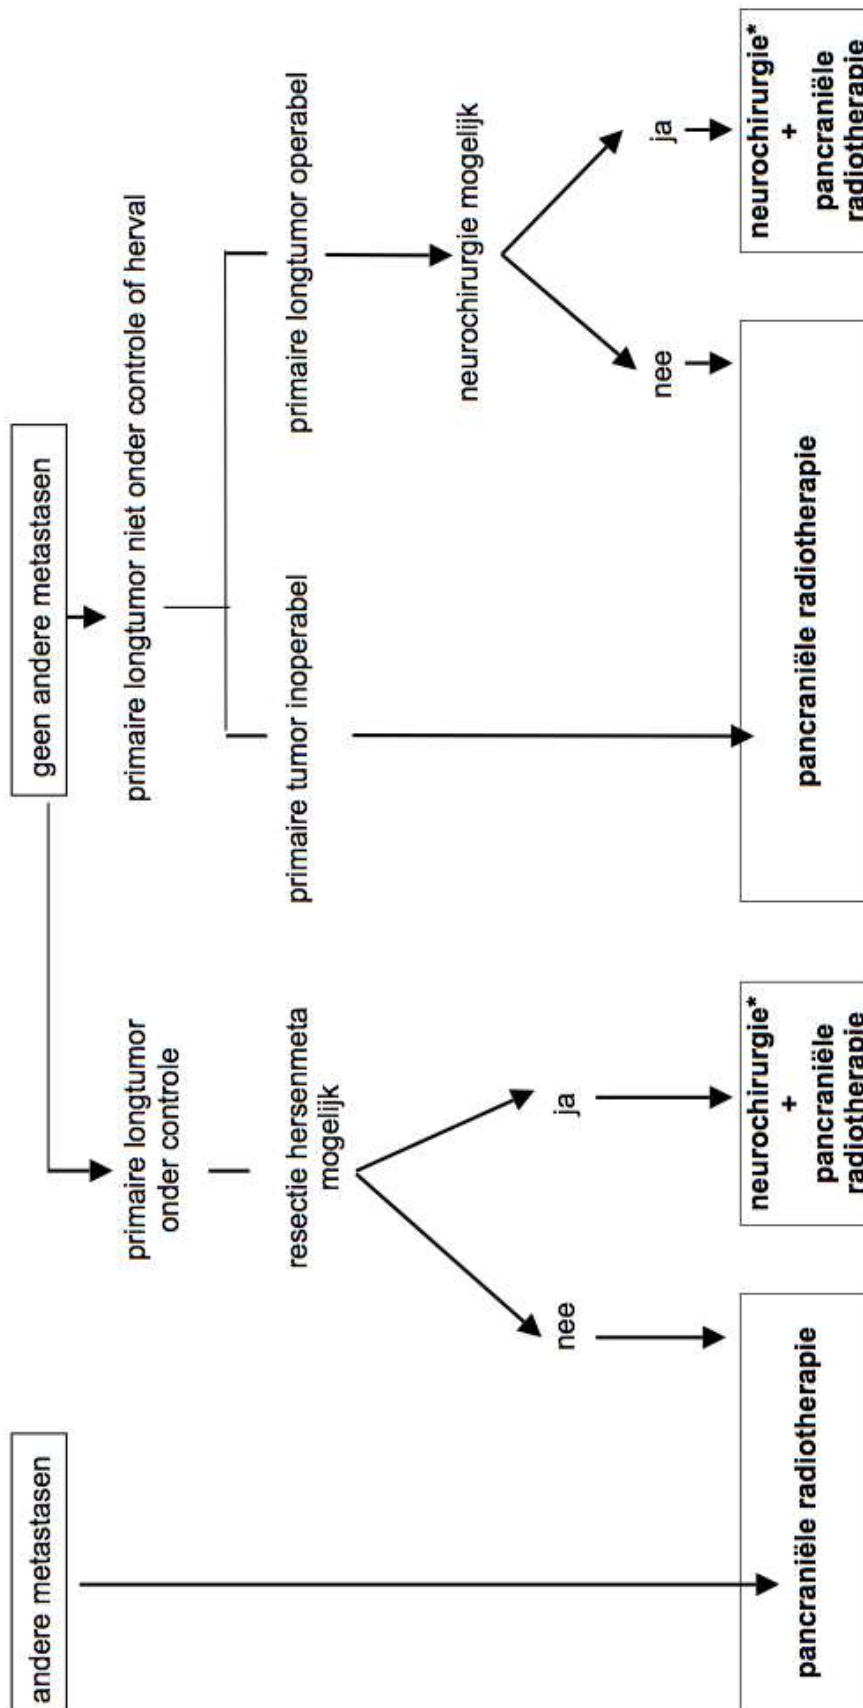 andere metastasen
geen andere metastasen
primaire longtumor
onder controle
primaire longtumor niet onder controle of herval
resectie hersenmeta
mogelijk
primaire tumor inoperabel
primaire longtumor operabel
neurochirurgie mogelijk
nee
ja
nee
ja
pancraniële radiotherapie
neurochirurgie*
+
pancraniële
radiotherapie
pancraniële radiotherapie
neurochirurgie*
+
pancraniële
radiotherapie